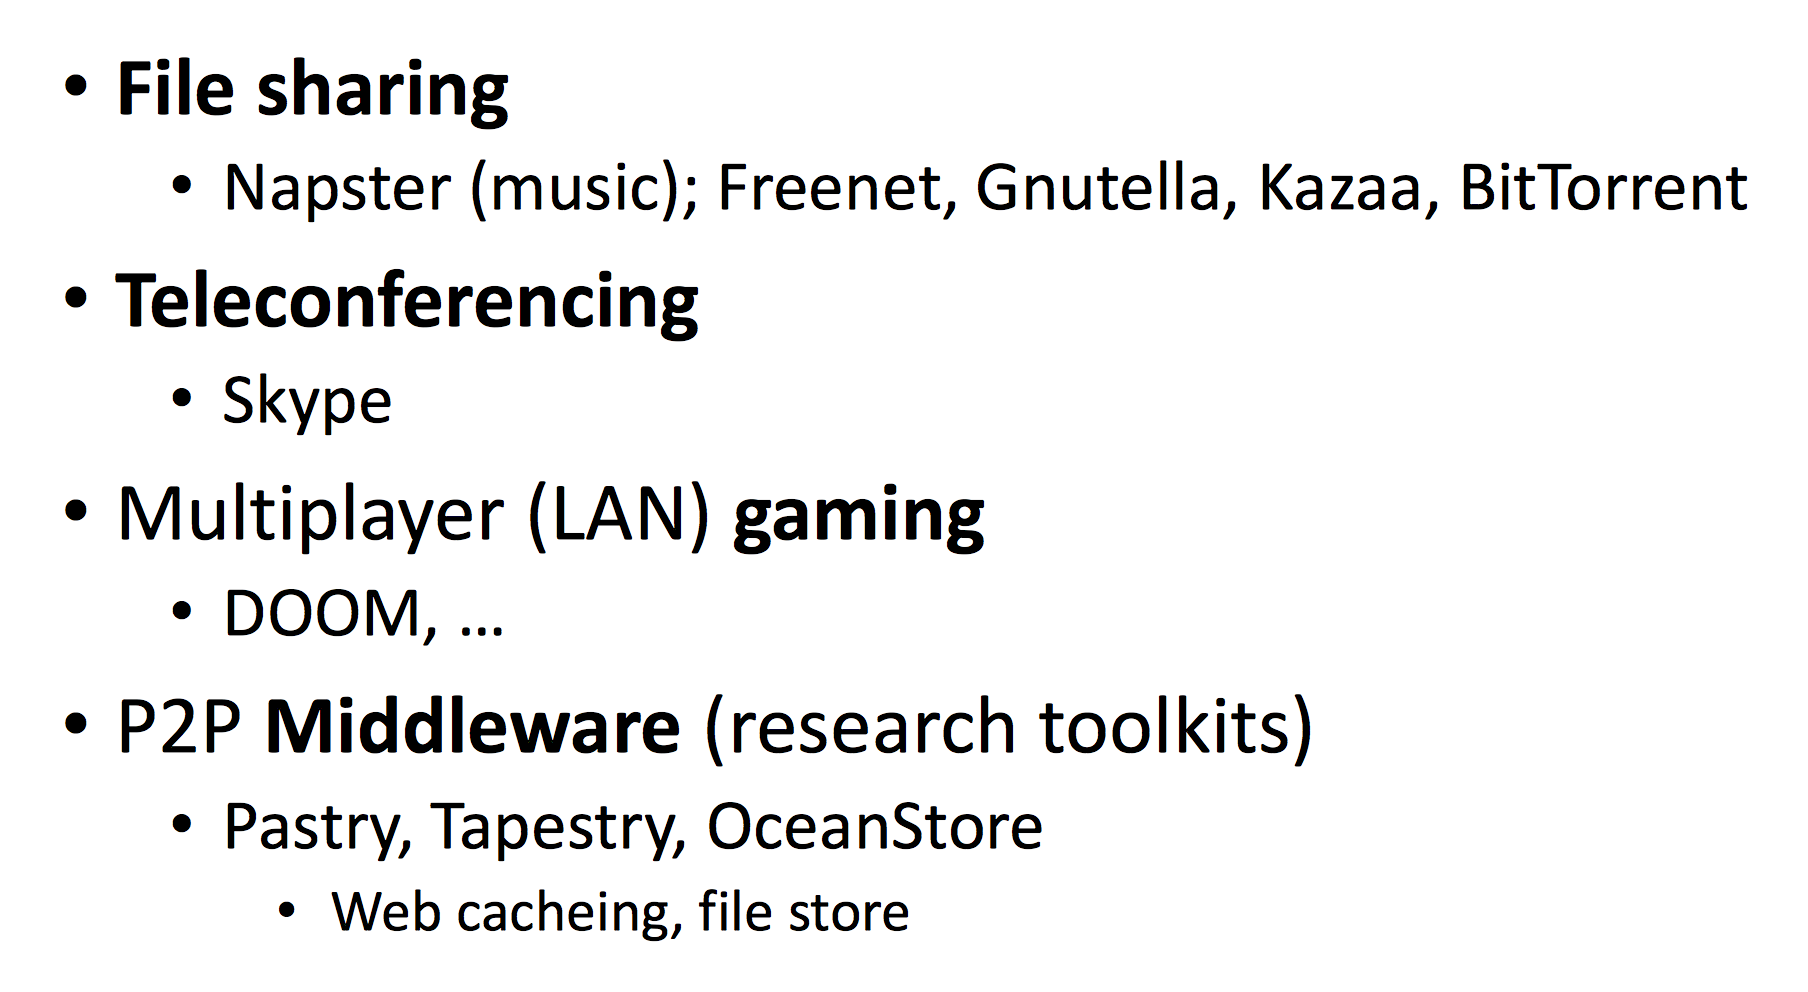 • File sharing
• Napster (music); Freenet, Gnutella, Kazaa, BitTorrent
• Teleconferencing
• Skype
• Multiplayer (LAN) gaming
• DOOM, ...
• P2P Middleware (research toolkits)
• Pastry, Tapestry, OceanStore
• Web cacheing, file store